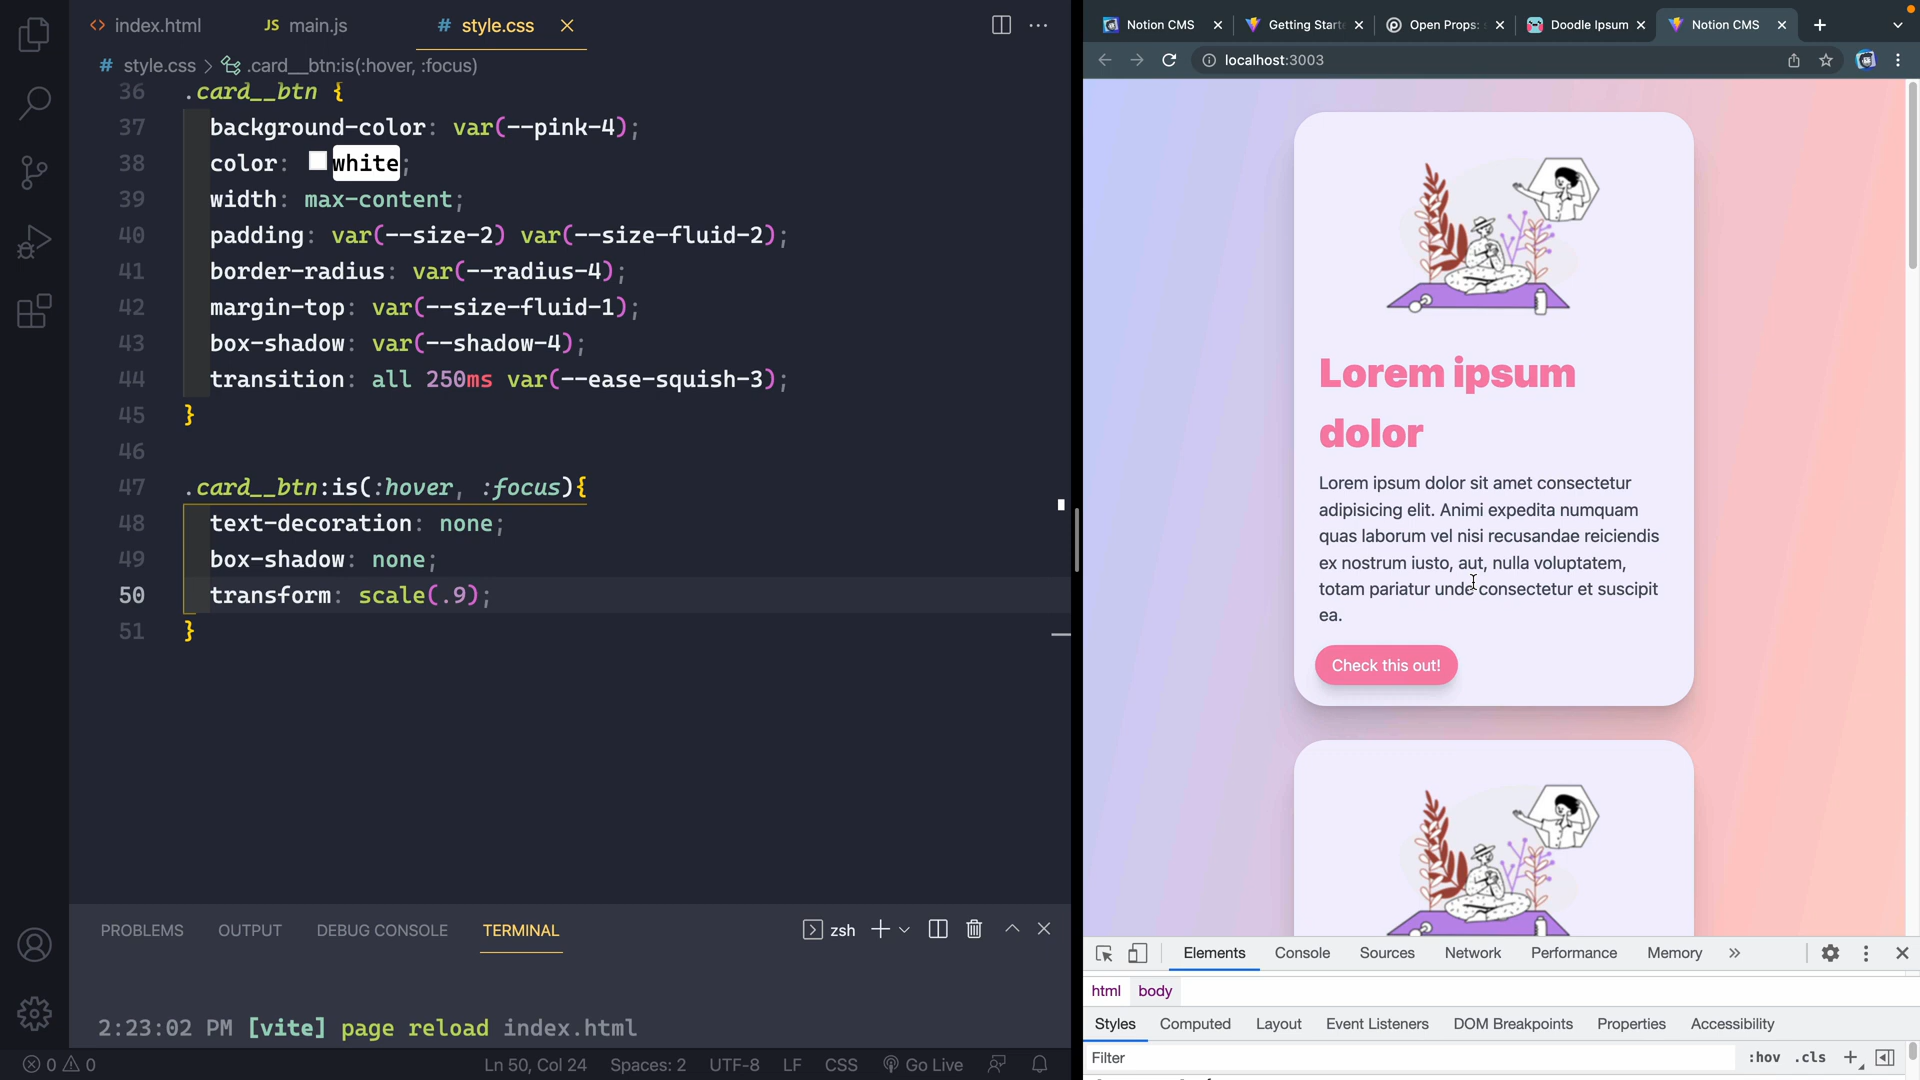 index.html
JS main.js
# style.css
# style.css > .card__btn:is(:hover, :focus)
36 .card__btn {
37 background-color: var(--pink-4);
38 color: white;
39 width: max-content;
40 padding: var(--size-2) var(--size-fluid-2);
41 border-radius: var(--radius-4);
42 margin-top: var(--size-fluid-1);
43 box-shadow: var(--shadow-4);
44 transition: all 250ms var(--ease-squish-3);
45 }
46
47 .card__btn:is(:hover, :focus){
48 text-decoration: none;
49 box-shadow: none;
50 transform: scale(.9);
51 }
PROBLEMS OUTPUT DEBUG CONSOLE TERMINAL
zsh
2:23:02 PM [vite] page reload index.html
0 0
Ln 50, Col 24 Spaces: 2 UTF-8 LF CSS Go Live
Notion CMS
Getting Start
Open Props:
Doodle Ipsum
Notion CMS
localhost:3003
Lorem ipsum
dolor
Lorem ipsum dolor sit amet consectetur
adipisicing elit. Animi expedita numquam
quas laborum vel nisi recusandae reiciendis
ex nostrum iusto, aut, nulla voluptatem,
totam pariatur unde consectetur et suscipit
ea.
Check this out!
Elements Console Sources Network Performance Memory »
html body
Styles Computed Layout Event Listeners DOM Breakpoints Properties Accessibility
Filter
:hov .cls